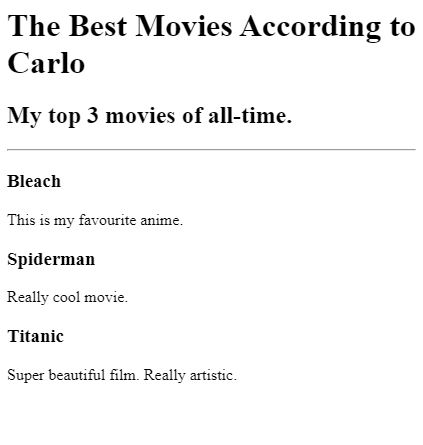 The Best Movies According to
Carlo
My top 3 movies of all-time.
Bleach
This is my favourite anime.
Spiderman
Really cool movie.
Titanic
Super beautiful film. Really artistic.